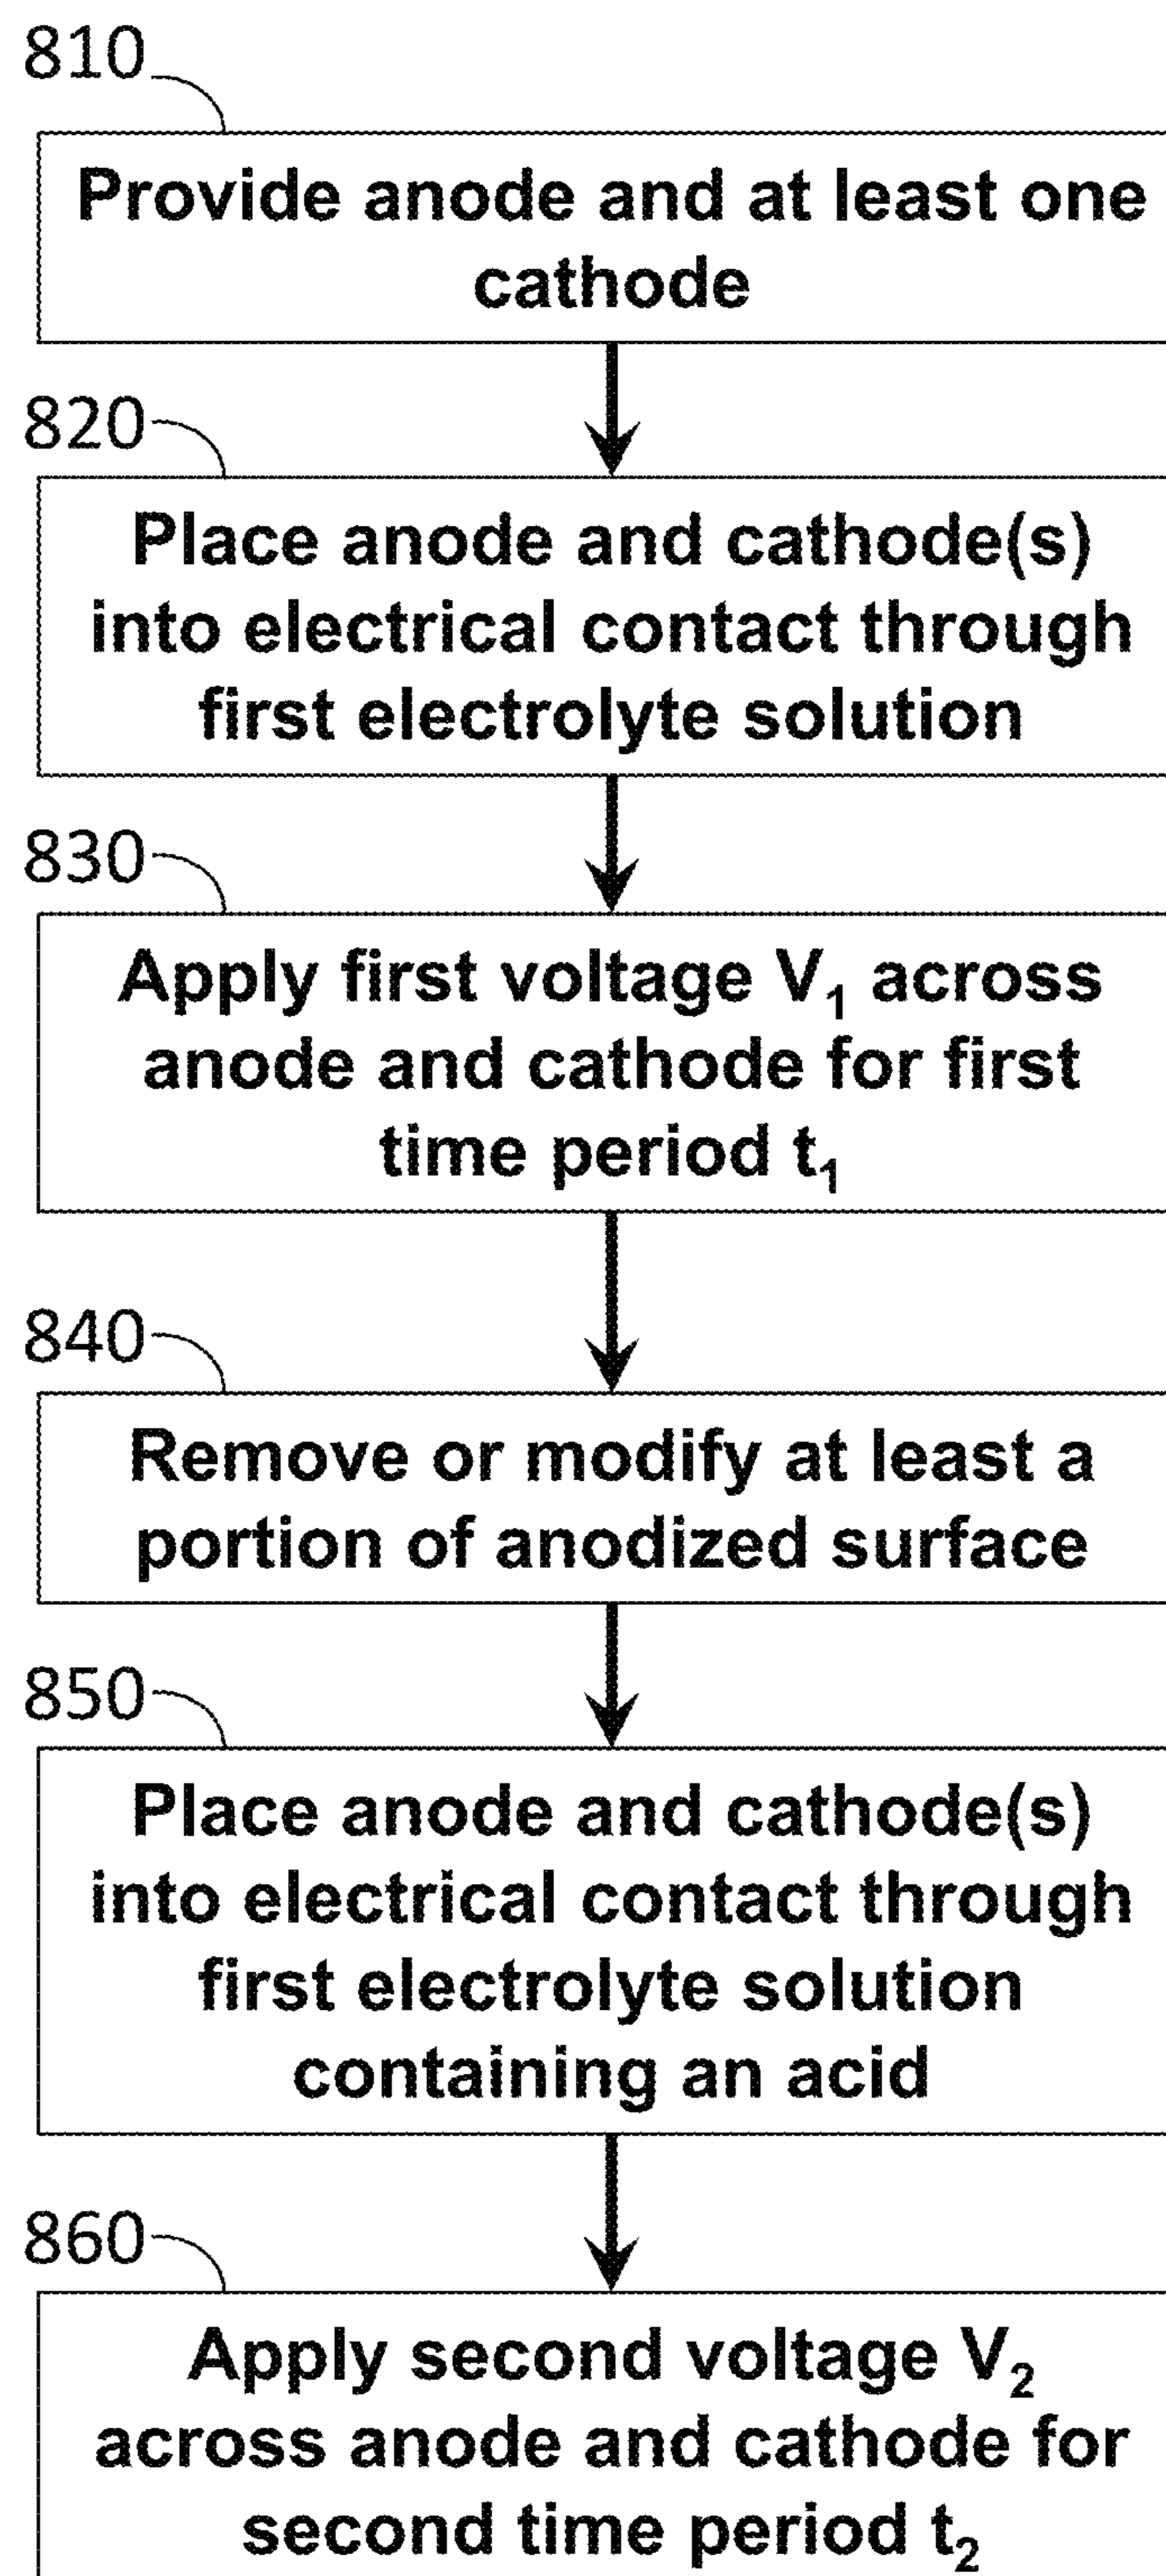 810
Provide anode and at least one
cathode
820
Place anode and cathode(s)
into electrical contact through
first electrolyte solution
830
Apply first voltage V₁ across
anode and cathode for first
time period t₁
840
Remove or modify at least a
portion of anodized surface
850
Place anode and cathode(s)
into electrical contact through
first electrolyte solution
containing an acid
860
Apply second voltage V₂
across anode and cathode for
second time period t₂